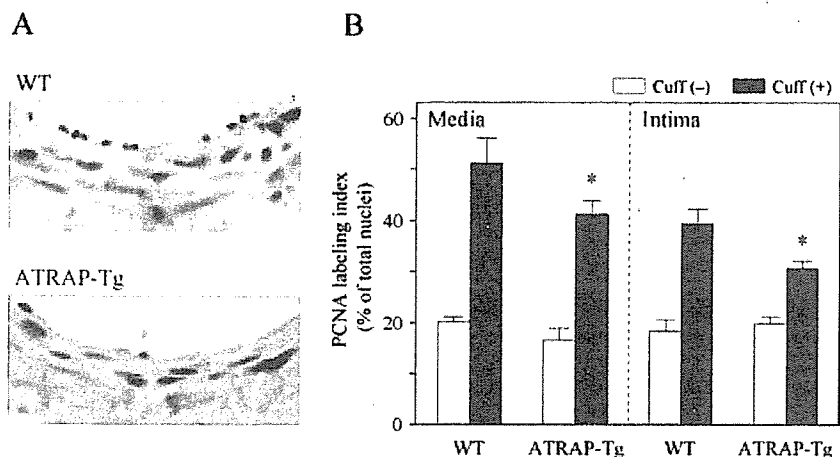 A
WT
ATRAP-Tg
B
Cuff (-) Cuff (+)
Media Intima
PCNA labeling index
(% of total nuclei)
60
40
20
0
* *
WT ATRAP-Tg WT ATRAP-Tg